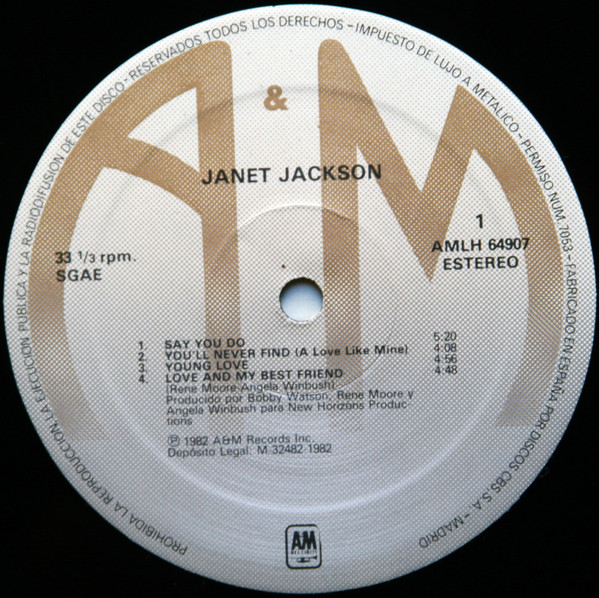 PROHIBIDA LA REPRODUCCION, LA EJECUCION PUBLICA Y LA RADIODIFUSION DE ESTE DISCO - RESERVADOS TODOS LOS DERECHOS - IMPUESTO DE LUJO A METALICO - PERMISO NUM. 7053 - FABRICADO EN ESPAÑA POR DISCOS CBS, S.A. - MADRID
A & M
JANET JACKSON
33 1/3 rpm.
SGAE
1
AMLH 64907
ESTEREO
1. SAY YOU DO 5:20
2. YOU'LL NEVER FIND (A Love Like Mine) 4:08
3. YOUNG LOVE 4:56
4. LOVE AND MY BEST FRIEND 4:48
(Rene Moore-Angela Winbush)
Producido por Bobby Watson, Rene Moore y
Angela Winbush para New Horizons Produc-
tions
℗ 1982 A&M Records Inc.
Depósito Legal: M-32482-1982
AM
RECORDS